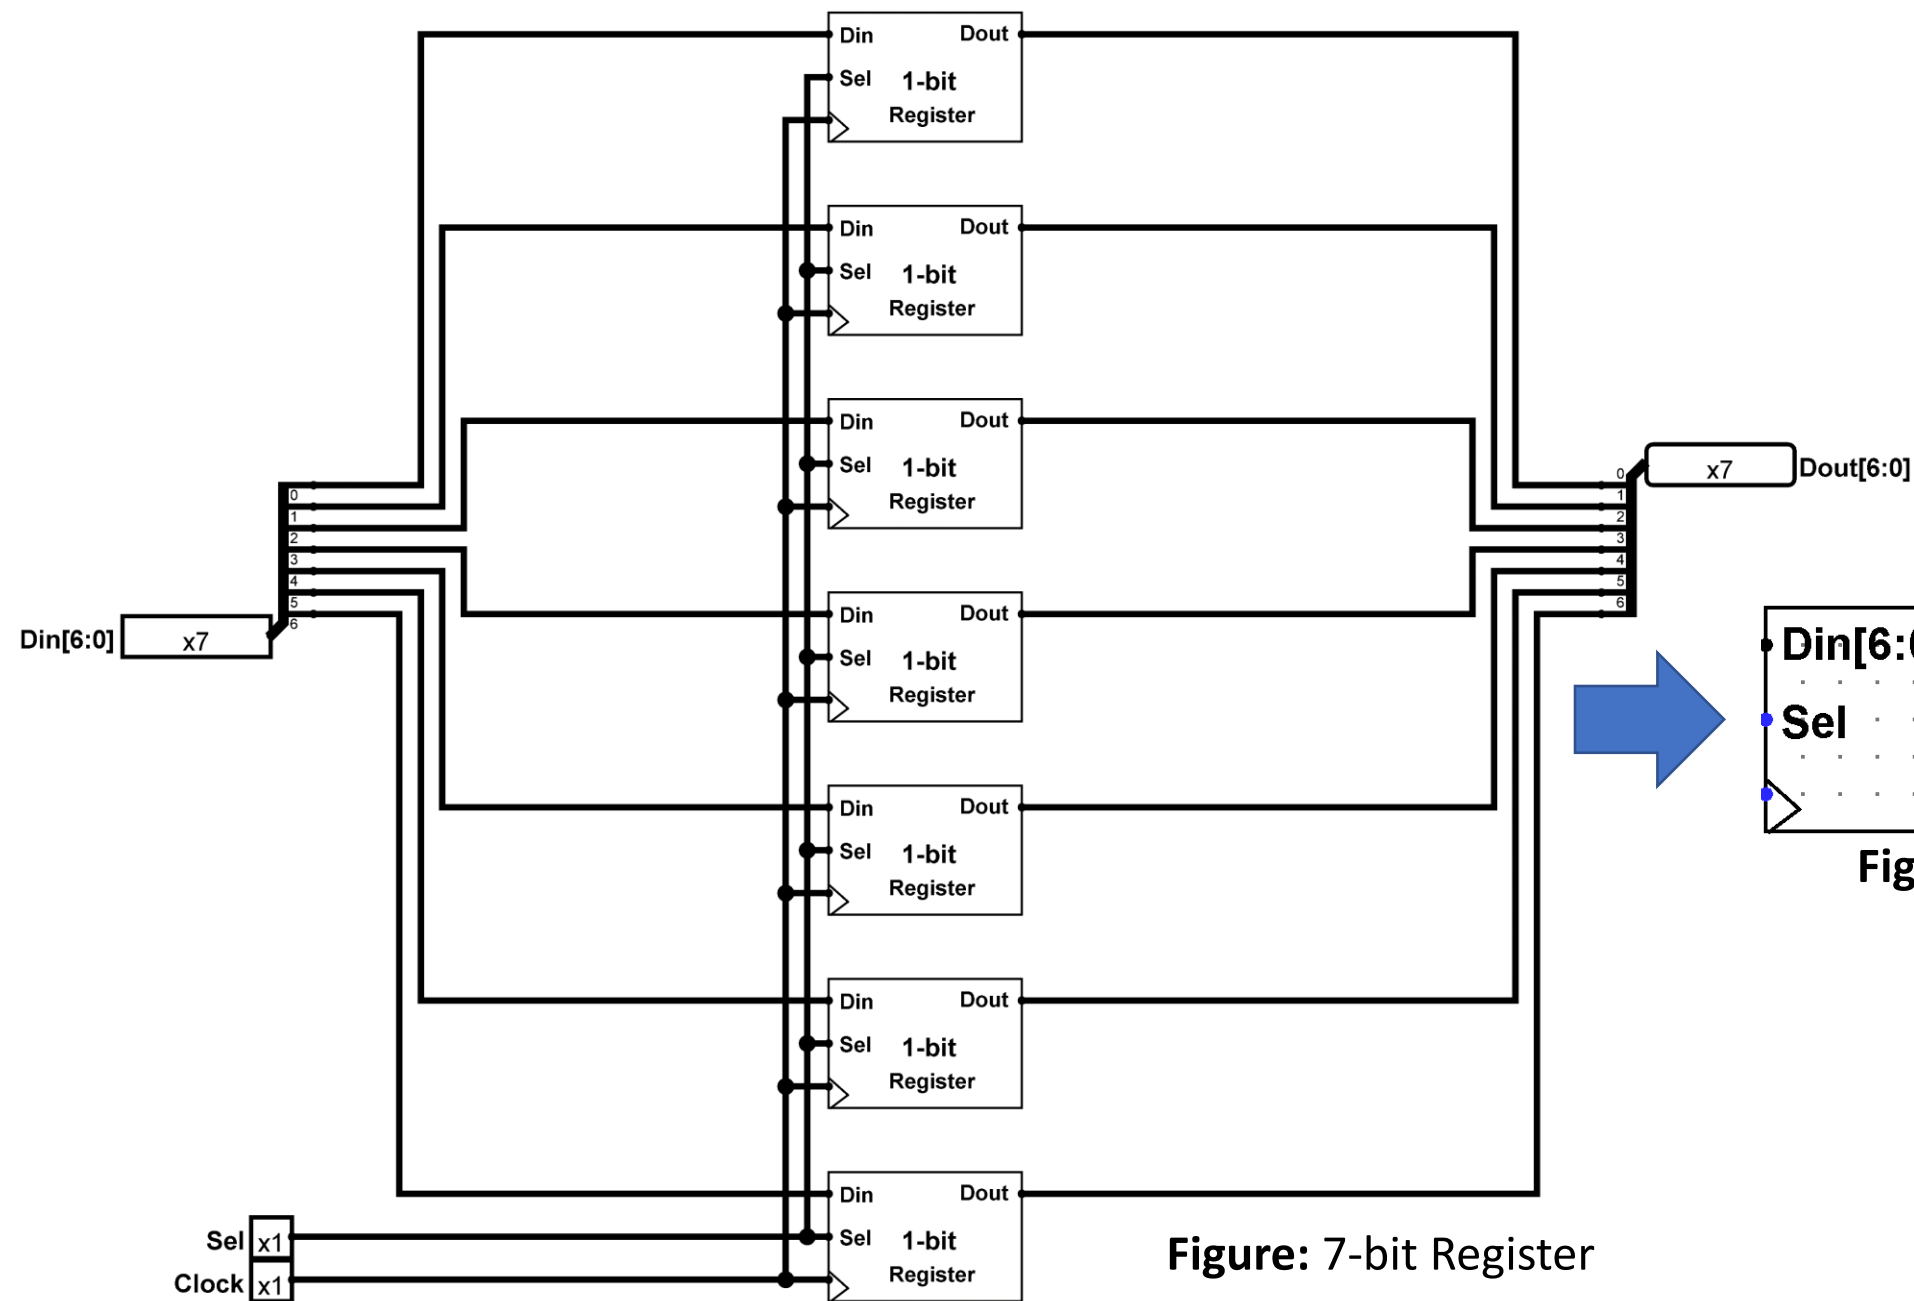 Din Dout
Sel 1-bit
Register
Din Dout
Sel 1-bit
Register
Din Dout
Sel 1-bit
Register
x7 Dout[6:0]
0
1
2
3
4
5
6
0
1
2
3
4
5
6
Din[6:0] x7
Din Dout
Sel 1-bit
Register
Din[6:
Sel
Fig
Din Dout
Sel 1-bit
Register
Din Dout
Sel 1-bit
Register
Din Dout
Sel x1 Sel 1-bit
Clock x1 Register
Figure: 7-bit Register